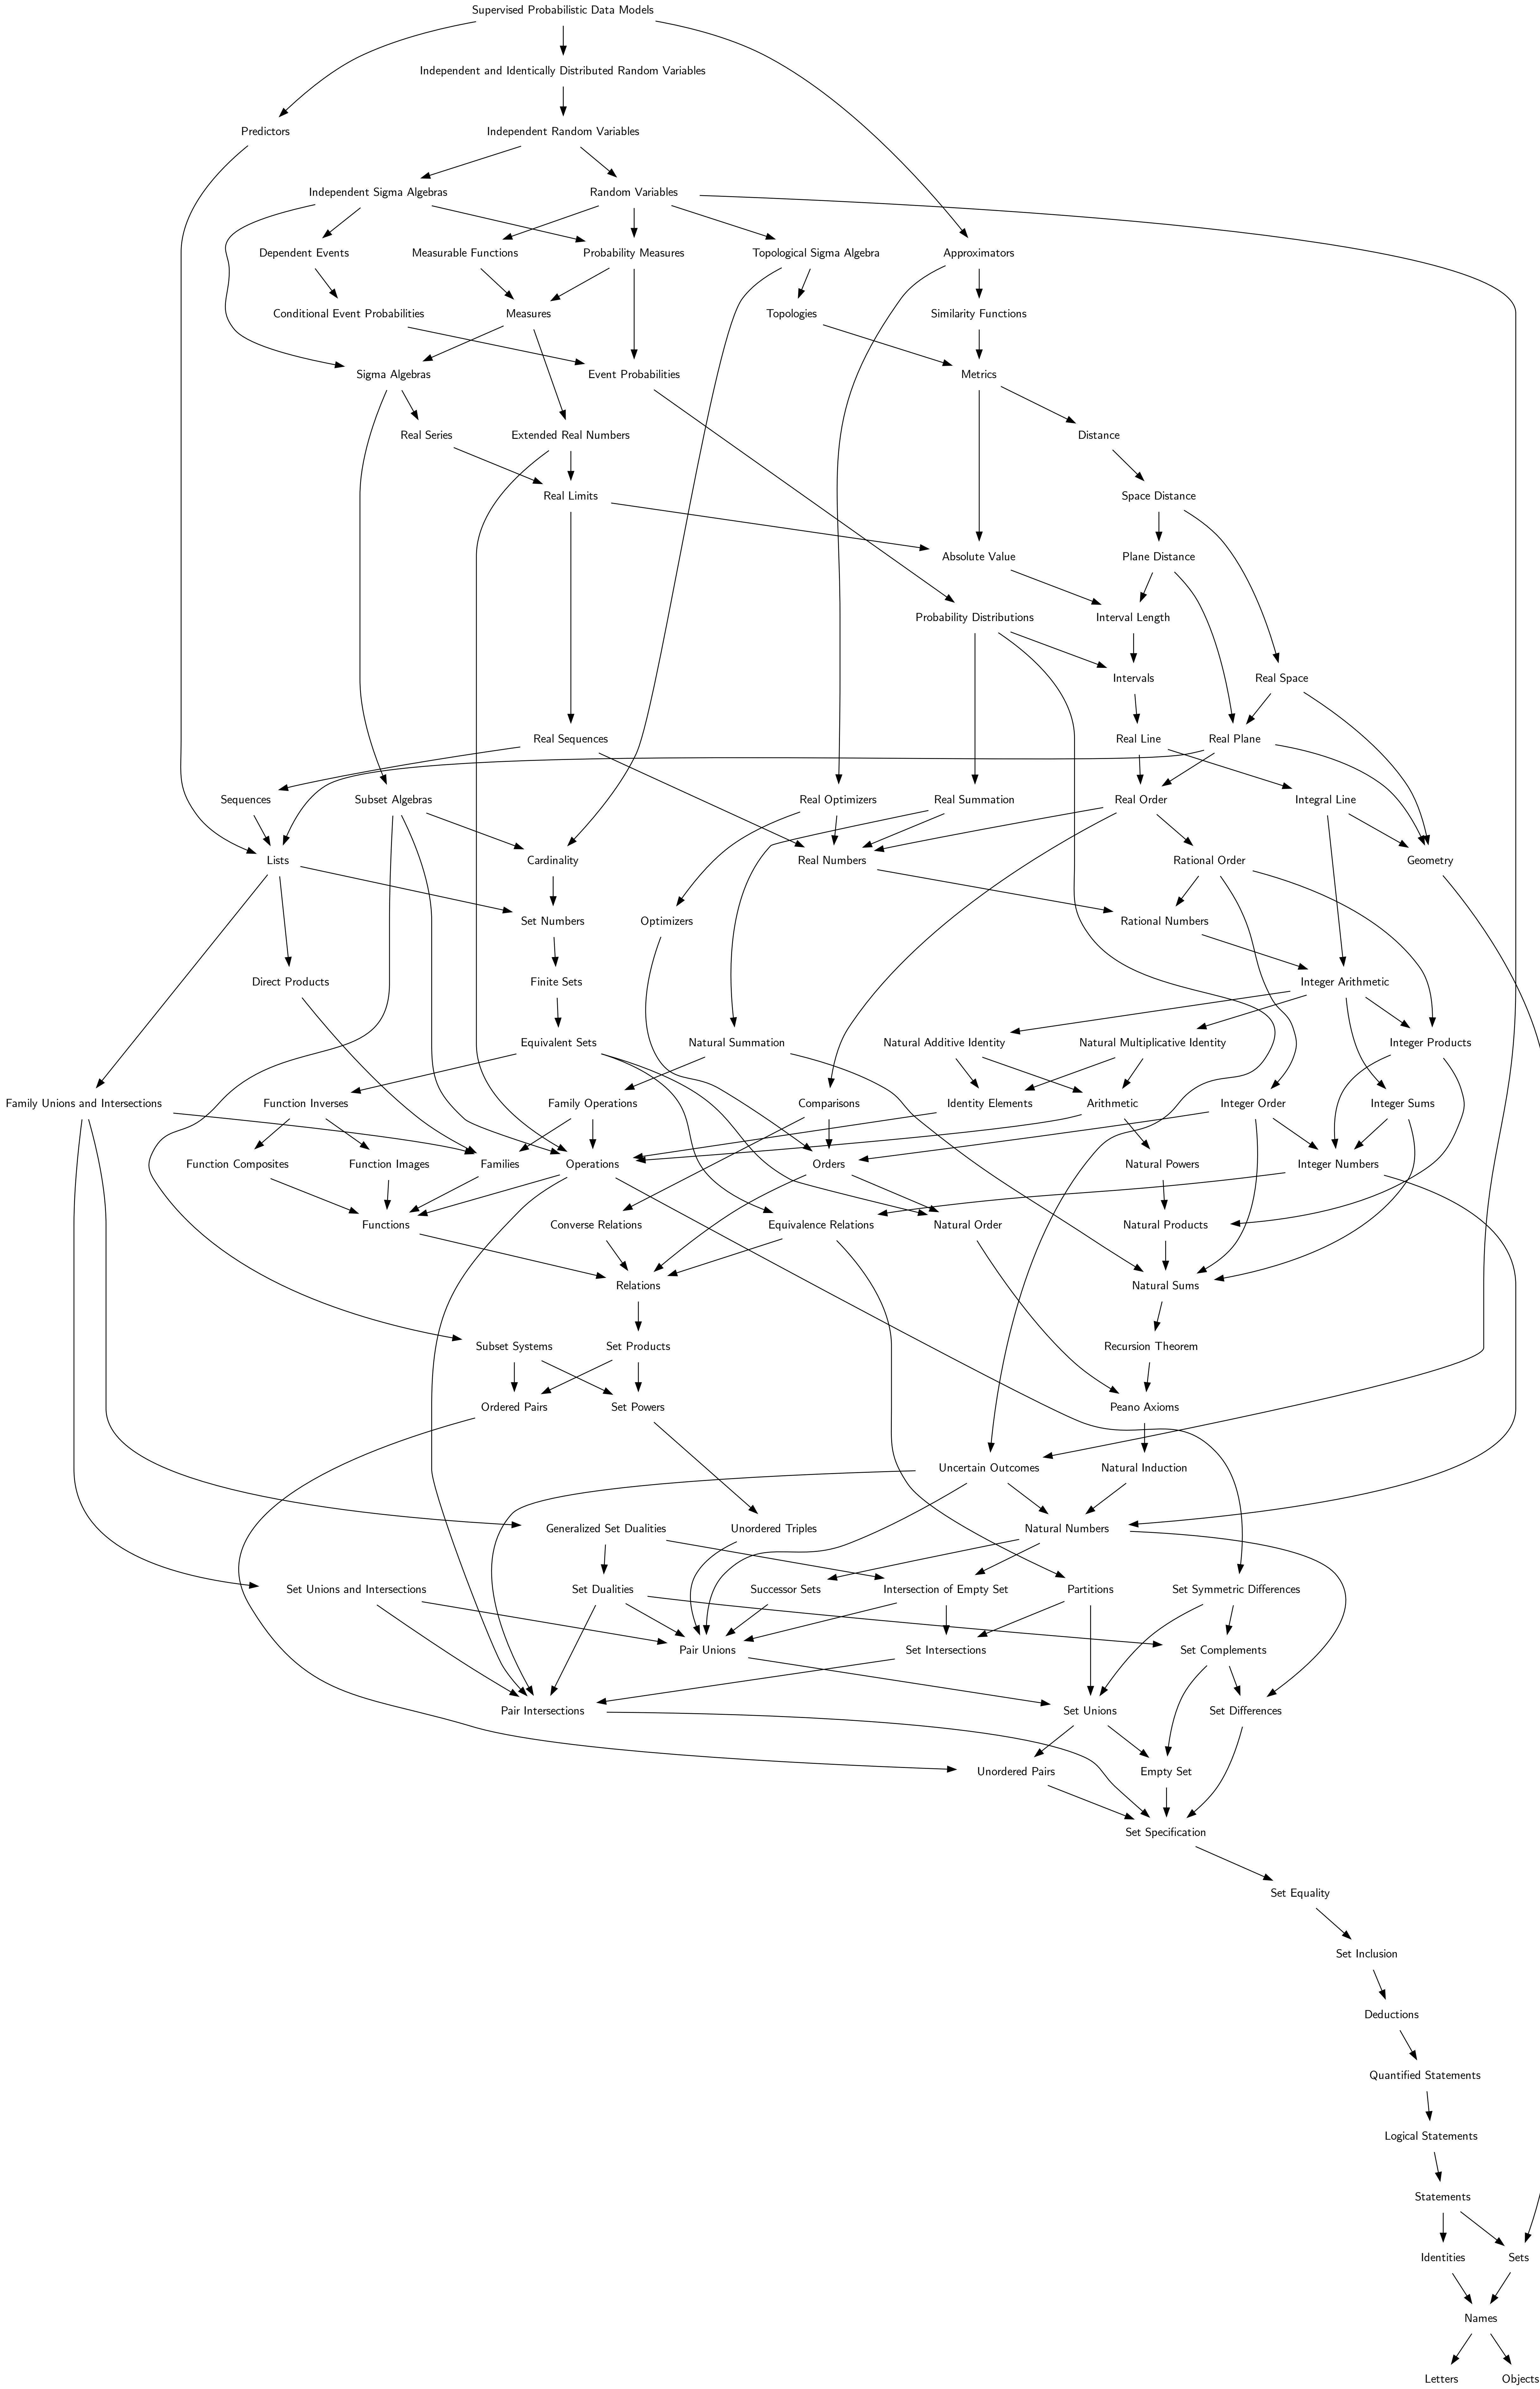 Supervised Probabilistic Data Models
Independent and Identically Distributed Random Variables
Predictors
Independent Random Variables
Independent Sigma Algebras
Random Variables
Dependent Events
Measurable Functions
Probability Measures
Topological Sigma Algebra
Approximators
Conditional Event Probabilities
Measures
Topologies
Similarity Functions
Sigma Algebras
Event Probabilities
Metrics
Real Series
Extended Real Numbers
Distance
Real Limits
Space Distance
Absolute Value
Plane Distance
Probability Distributions
Interval Length
Intervals
Real Space
Real Sequences
Real Line
Real Plane
Sequences
Subset Algebras
Real Optimizers
Real Summation
Real Order
Integral Line
Lists
Cardinality
Real Numbers
Rational Order
Geometry
Set Numbers
Optimizers
Rational Numbers
Direct Products
Finite Sets
Integer Arithmetic
Equivalent Sets
Natural Summation
Natural Additive Identity
Natural Multiplicative Identity
Integer Products
Family Unions and Intersections
Function Inverses
Family Operations
Comparisons
Identity Elements
Arithmetic
Integer Order
Integer Sums
Function Composites
Function Images
Families
Operations
Orders
Natural Powers
Integer Numbers
Functions
Converse Relations
Equivalence Relations
Natural Order
Natural Products
Relations
Natural Sums
Subset Systems
Set Products
Recursion Theorem
Ordered Pairs
Set Powers
Peano Axioms
Uncertain Outcomes
Natural Induction
Generalized Set Dualities
Unordered Triples
Natural Numbers
Set Unions and Intersections
Set Dualities
Successor Sets
Intersection of Empty Set
Partitions
Set Symmetric Differences
Pair Unions
Set Intersections
Set Complements
Pair Intersections
Set Unions
Set Differences
Unordered Pairs
Empty Set
Set Specification
Set Equality
Set Inclusion
Deductions
Quantified Statements
Logical Statements
Statements
Identities
Sets
Names
Letters
Objects